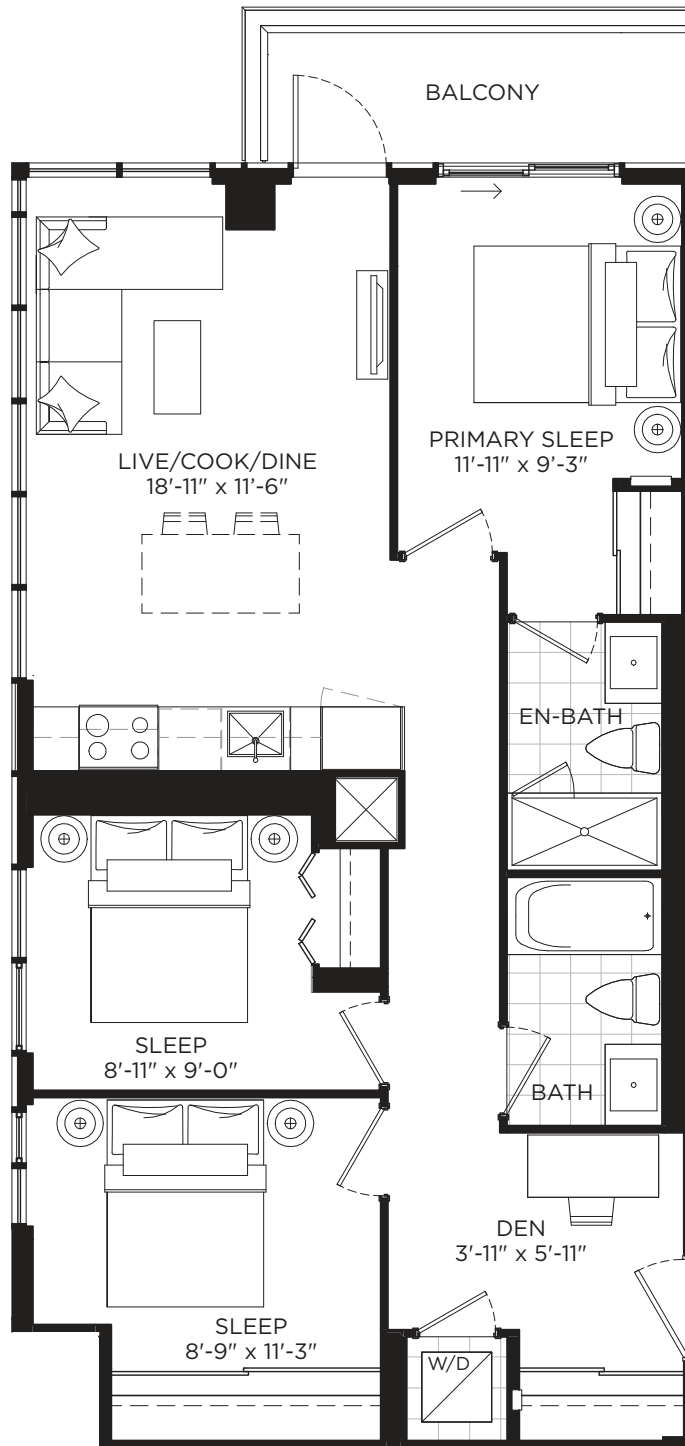 BALCONY
PRIMARY SLEEP
11'-11" x 9'-3"
LIVE/COOK/DINE
18'-11" x 11'-6"
EN-BATH
SLEEP
8'-11" x 9'-0"
BATH
DEN
3'-11" x 5'-11"
SLEEP
8'-9" x 11'-3"
W/D